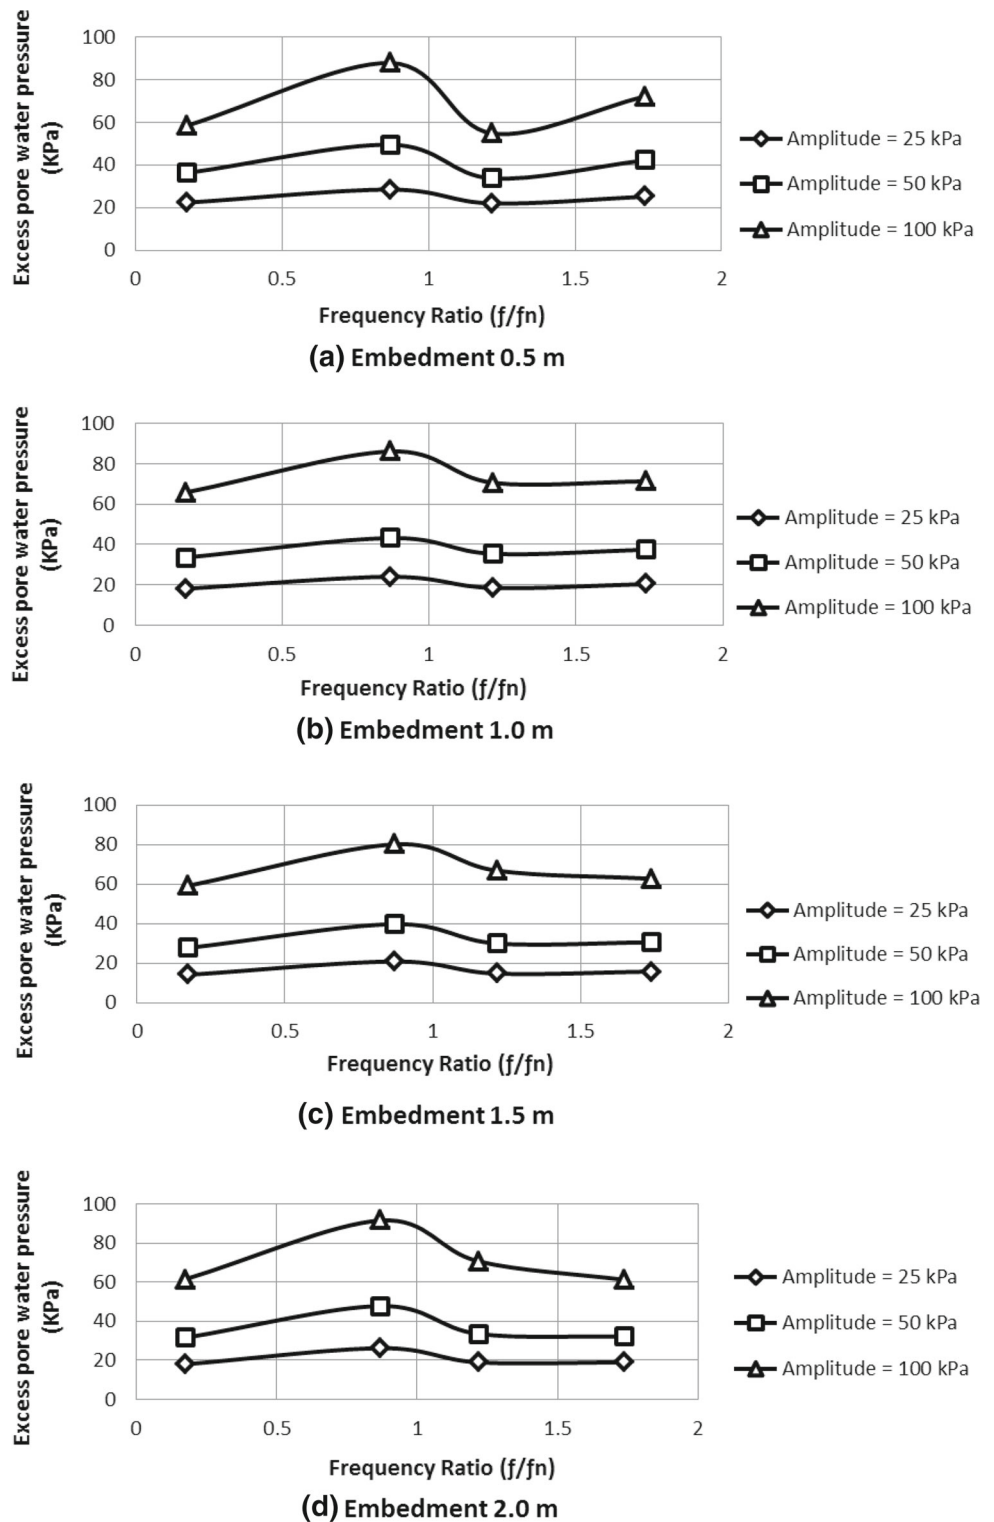 Excess pore water pressure
(KPa)
100
80
60
40
20
0
0 0.5 1 1.5 2
Frequency Ratio (ƒ/ƒn)
Amplitude = 25 kPa
Amplitude = 50 kPa
Amplitude = 100 kPa
(a) Embedment 0.5 m
Excess pore water pressure
(KPa)
100
80
60
40
20
0
0 0.5 1 1.5 2
Frequency Ratio (ƒ/ƒn)
Amplitude = 25 kPa
Amplitude = 50 kPa
Amplitude = 100 kPa
(b) Embedment 1.0 m
Excess pore water pressure
(KPa)
100
80
60
40
20
0
0 0.5 1 1.5 2
Frequency Ratio (ƒ/ƒn)
Amplitude = 25 kPa
Amplitude = 50 kPa
Amplitude = 100 kPa
(c) Embedment 1.5 m
Excess pore water pressure
(KPa)
100
80
60
40
20
0
0 0.5 1 1.5 2
Frequency Ratio (ƒ/ƒn)
Amplitude = 25 kPa
Amplitude = 50 kPa
Amplitude = 100 kPa
(d) Embedment 2.0 m